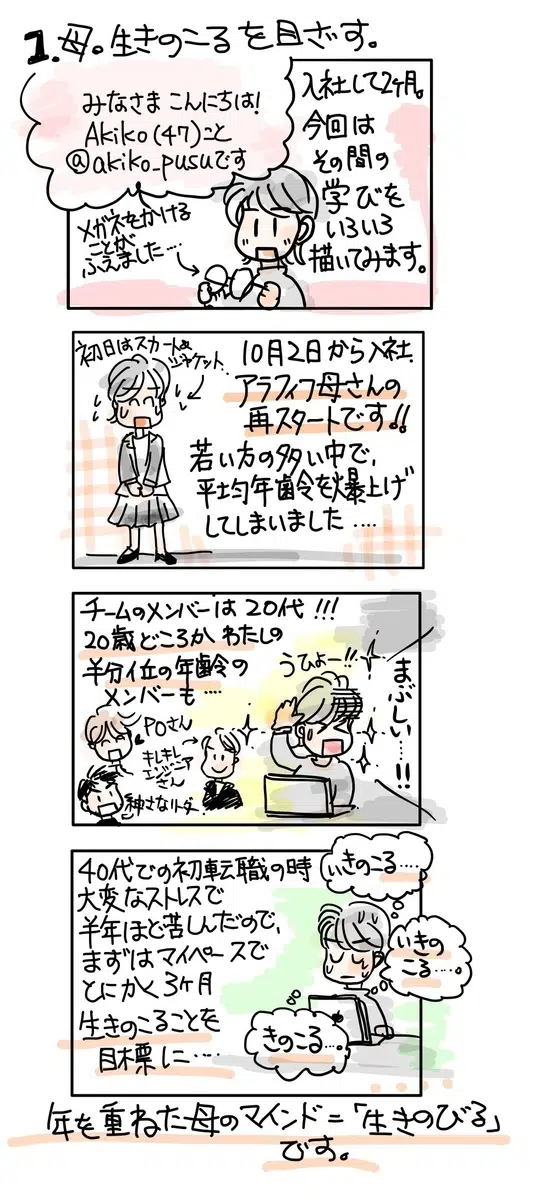 1.母。生きのこるを目ざす。
みなさま こんにちは!
Akiko(47)こと
@akiko_pusuです
入社して2ヶ月。
今回は
その間の
学びを
いろいろ
描いてみます。
メガネをかける
ことが
ふえました....
初日はスカート&
ジャケット.
10月2日から入社.
アラフィフ母さんの
再スタートです!!
若い方の多い中で、
平均年齢を爆上げ
してしまいました....
チームのメンバーは20代!!!
20歳どころか わたしの
半分位の年齢の
メンバーも....
うひょー!!
まぶしい...!!
POさん
キレキレ
エンジニア
さん
神さなリーダー
40代での初転職の時
大変なストレスで
半年ほど苦しんだので、
まずはマイペースで
とにかく3ヶ月
生きのこることを
目標に....
いきのこる....
いきの
こる....
きのこる....
年を重ねた母のマインド=「生きのびる」
です。